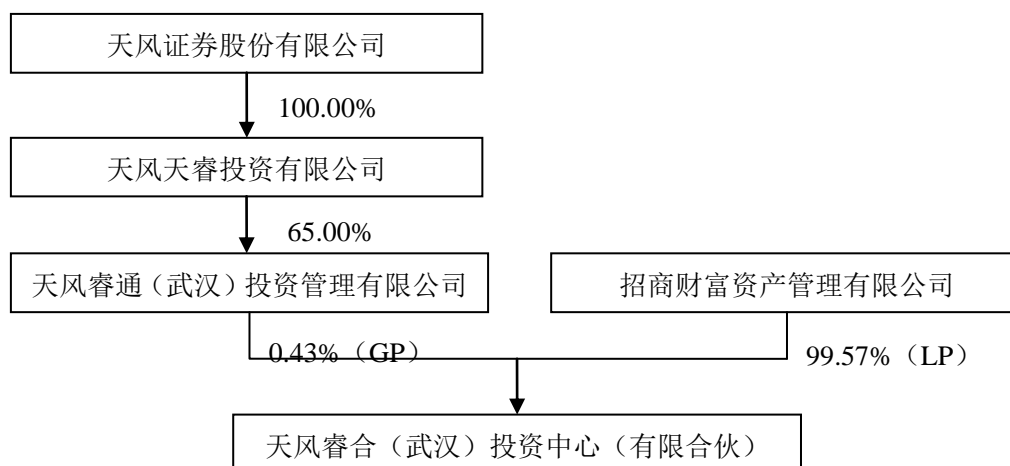 天风证券股份有限公司
100.00%
天风天睿投资有限公司
65.00%
天风睿通（武汉）投资管理有限公司
招商财富资产管理有限公司
0.43%（GP）
99.57%（LP）
天风睿合（武汉）投资中心（有限合伙）